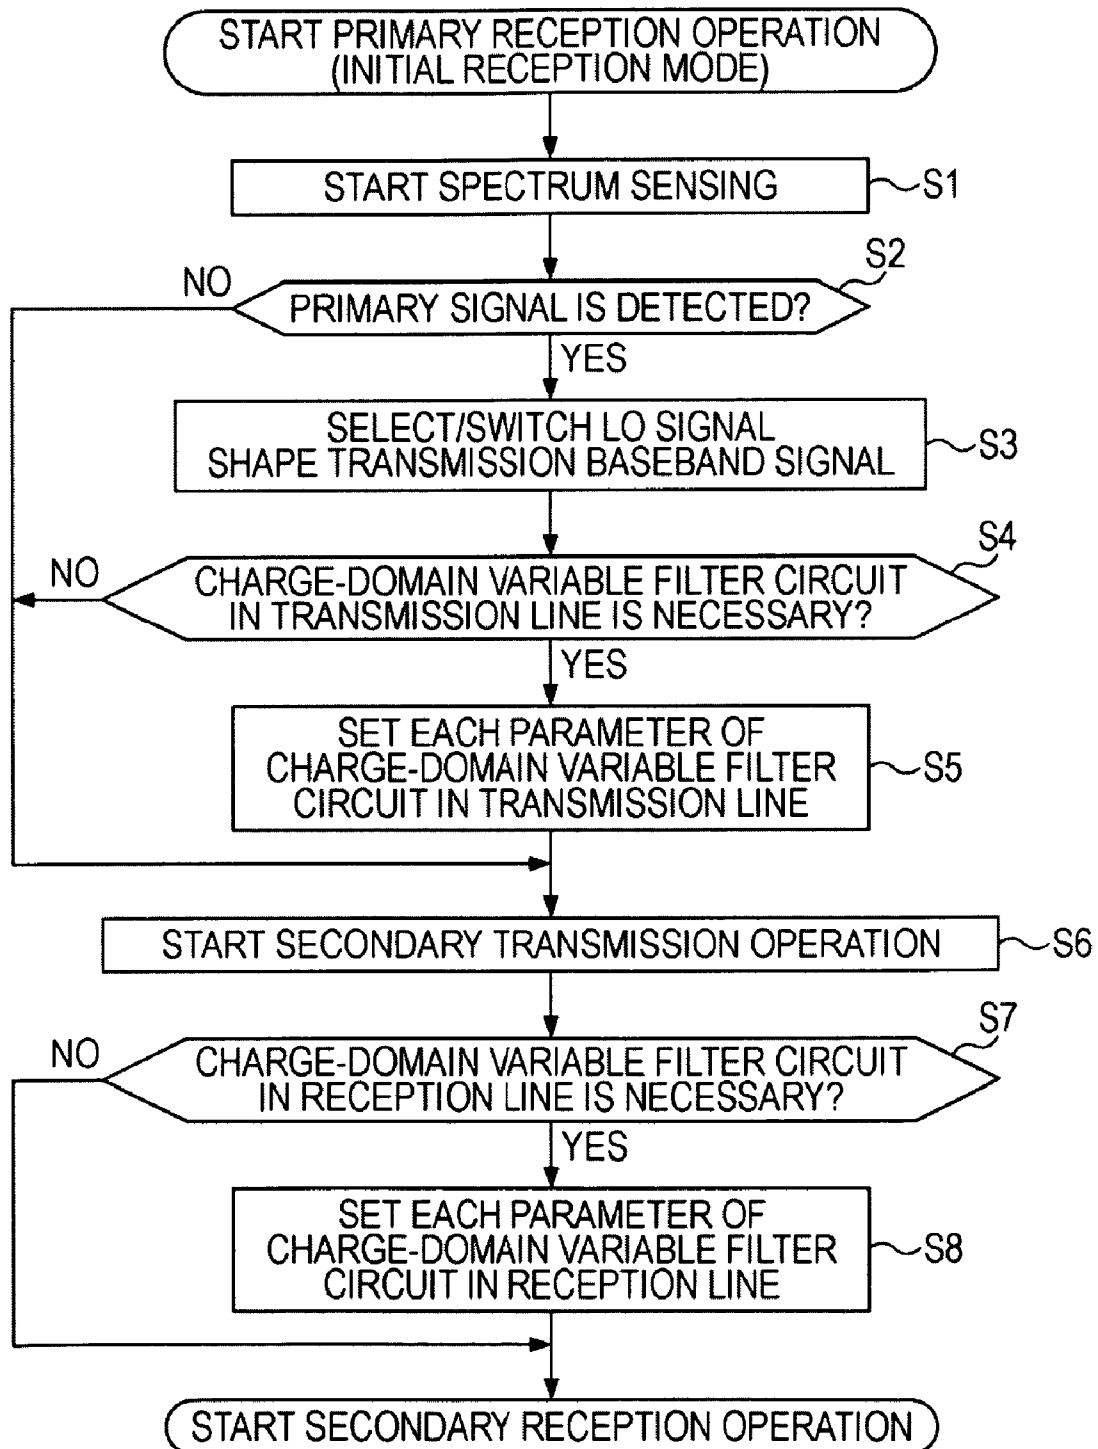 START PRIMARY RECEPTION OPERATION
(INITIAL RECEPTION MODE)
START SPECTRUM SENSING
S1
S2
NO
PRIMARY SIGNAL IS DETECTED?
YES
SELECT/SWITCH LO SIGNAL
SHAPE TRANSMISSION BASEBAND SIGNAL
S3
S4
NO
CHARGE-DOMAIN VARIABLE FILTER CIRCUIT
IN TRANSMISSION LINE IS NECESSARY?
YES
SET EACH PARAMETER OF
CHARGE-DOMAIN VARIABLE FILTER
CIRCUIT IN TRANSMISSION LINE
S5
START SECONDARY TRANSMISSION OPERATION
S6
S7
NO
CHARGE-DOMAIN VARIABLE FILTER CIRCUIT
IN RECEPTION LINE IS NECESSARY?
YES
SET EACH PARAMETER OF
CHARGE-DOMAIN VARIABLE FILTER
CIRCUIT IN RECEPTION LINE
S8
START SECONDARY RECEPTION OPERATION